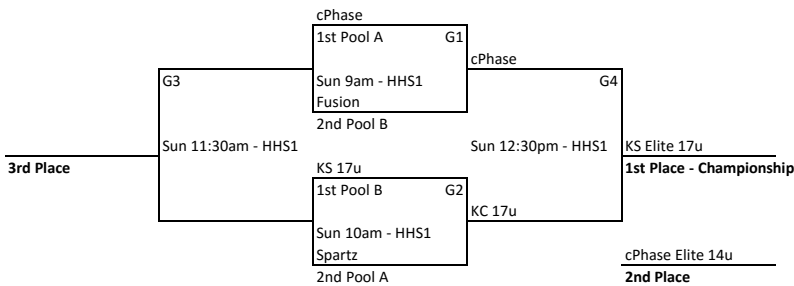 cPhase
1st Pool A G1
cPhase
G3 Sun 9am - HHS1 G4
Fusion
2nd Pool B
Sun 11:30am - HHS1 Sun 12:30pm - HHS1 KS Elite 17u
3rd Place KS 17u 1st Place - Championship
1st Pool B G2
KC 17u
Sun 10am - HHS1
Spartz cPhase Elite 14u
2nd Pool A 2nd Place